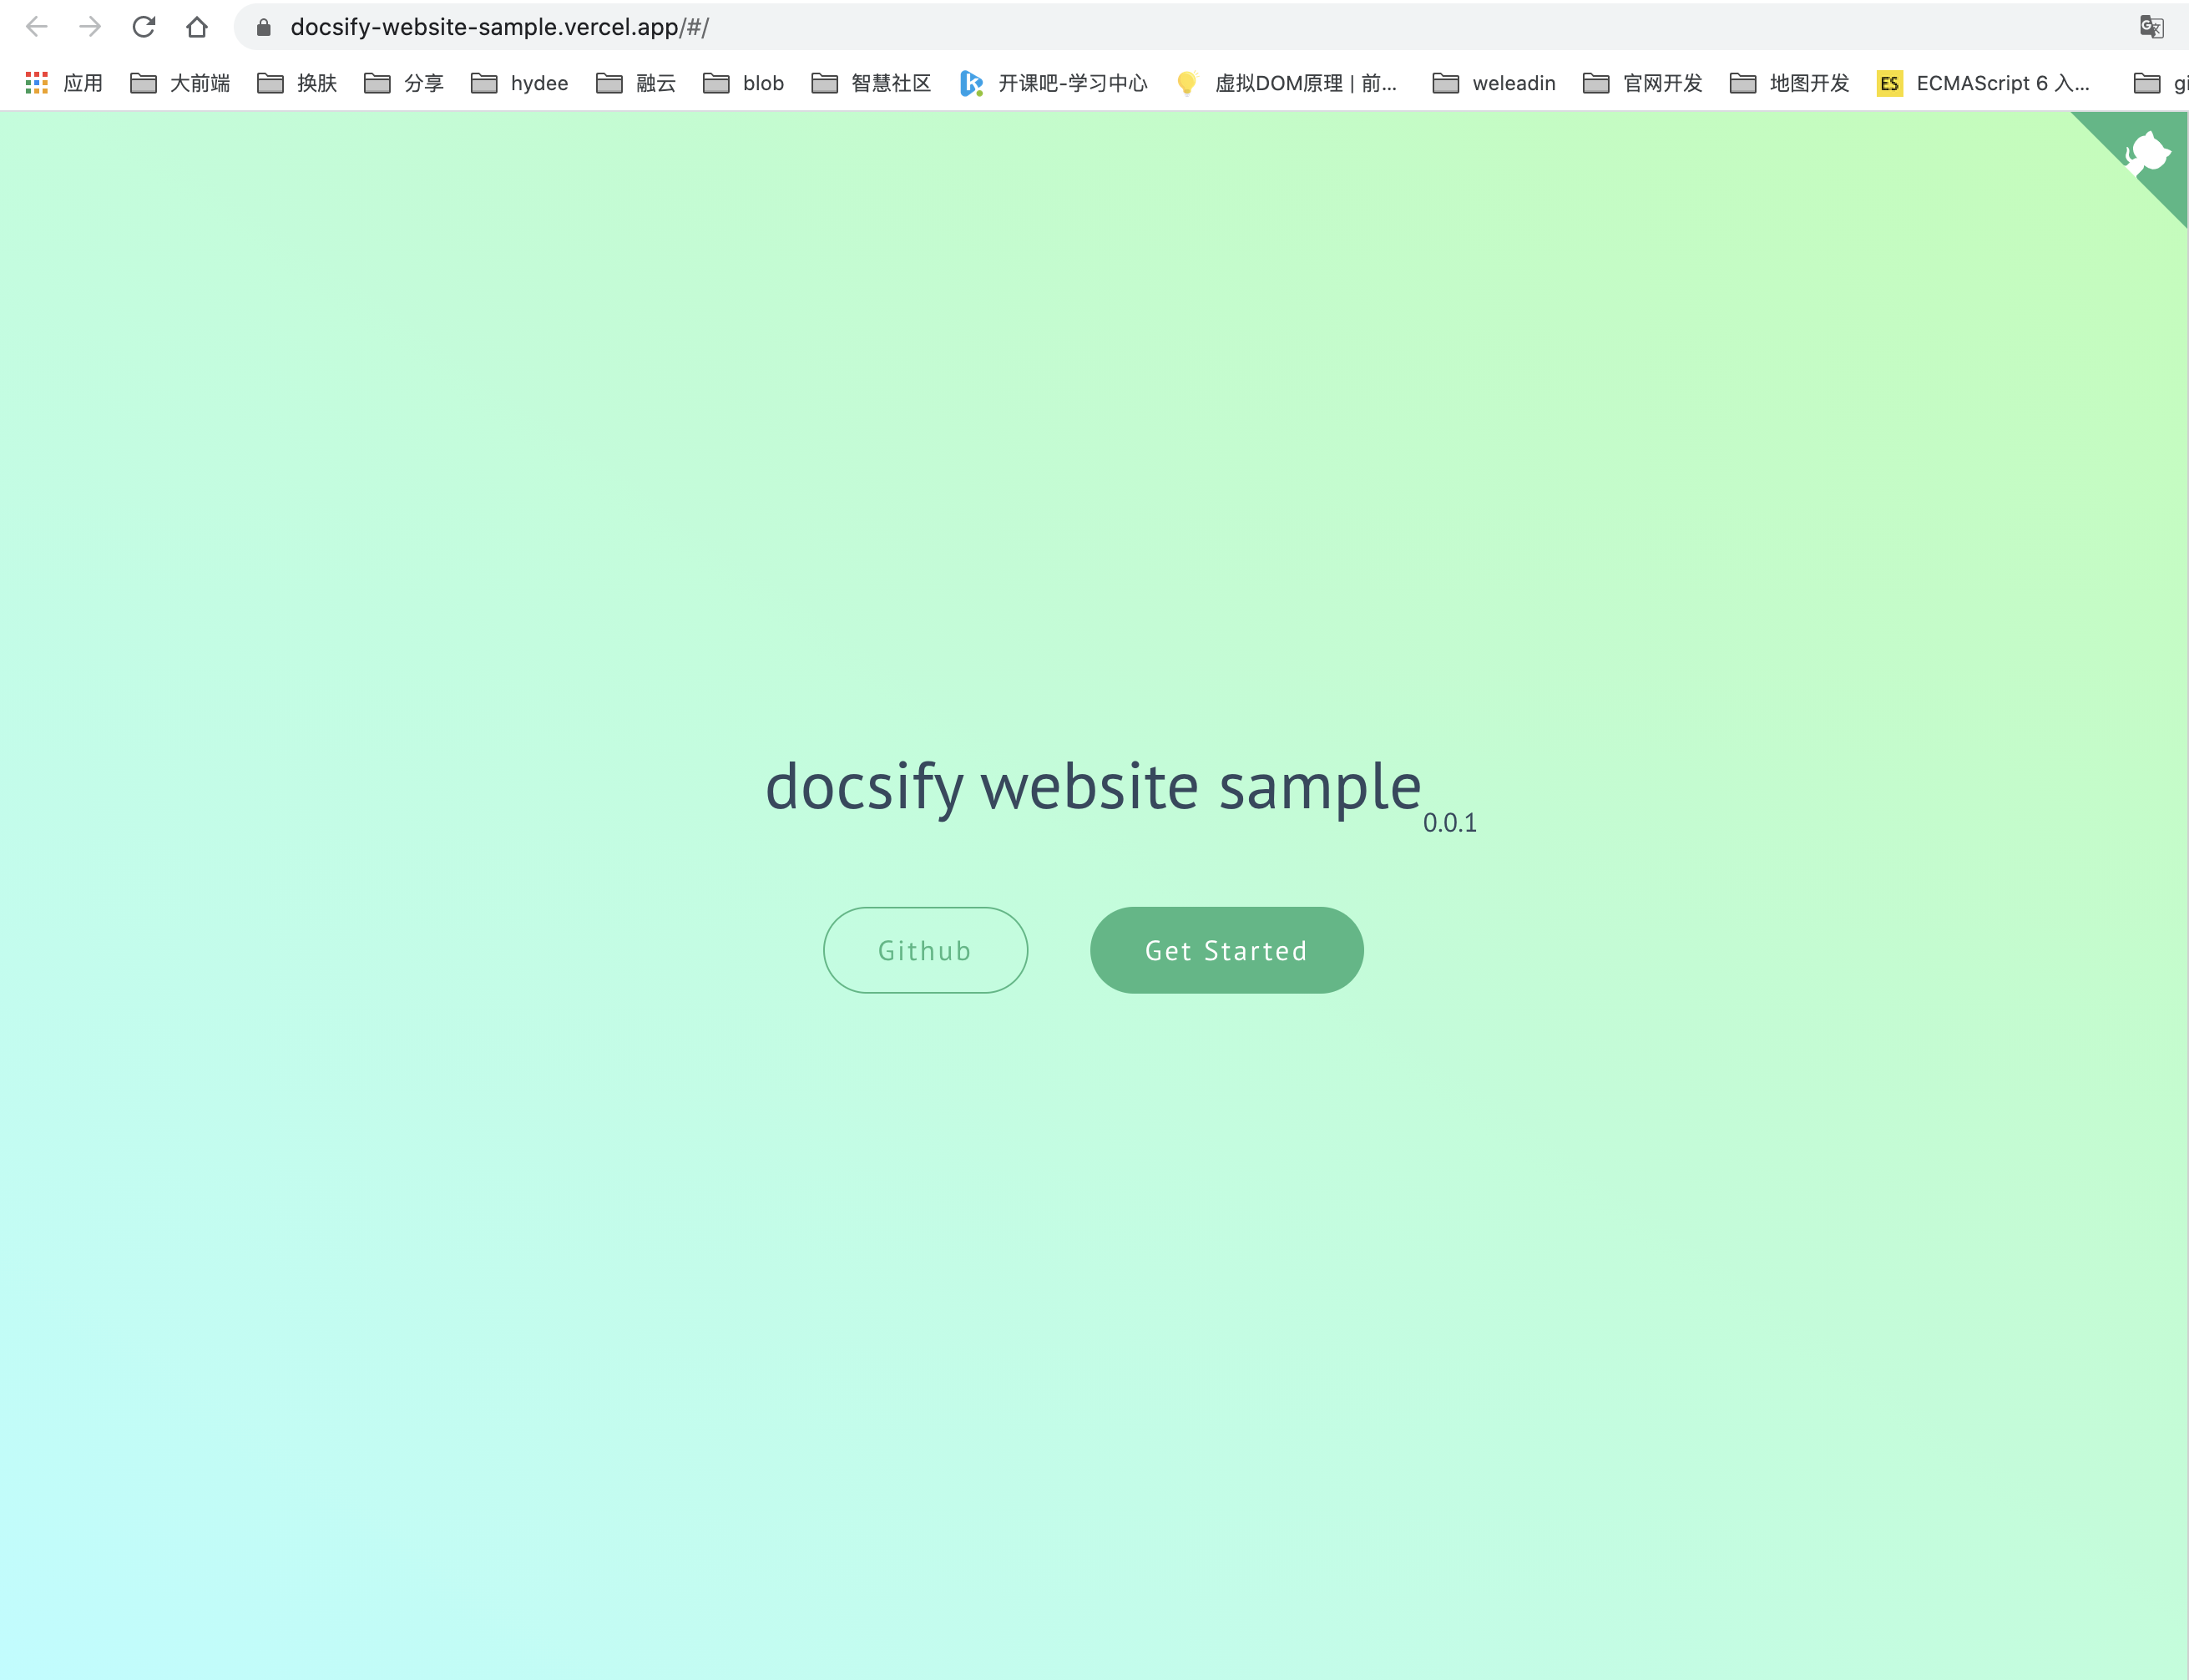 docsify-website-sample.vercel.app/#/
应用 大前端 换肤 分享 hydee 融云 blob 智慧社区 开课吧-学习中心 虚拟DOM原理 | 前... weleadin 官网开发 地图开发 ES ECMAScript 6 入... gi
docsify website sample 0.0.1
Github Get Started